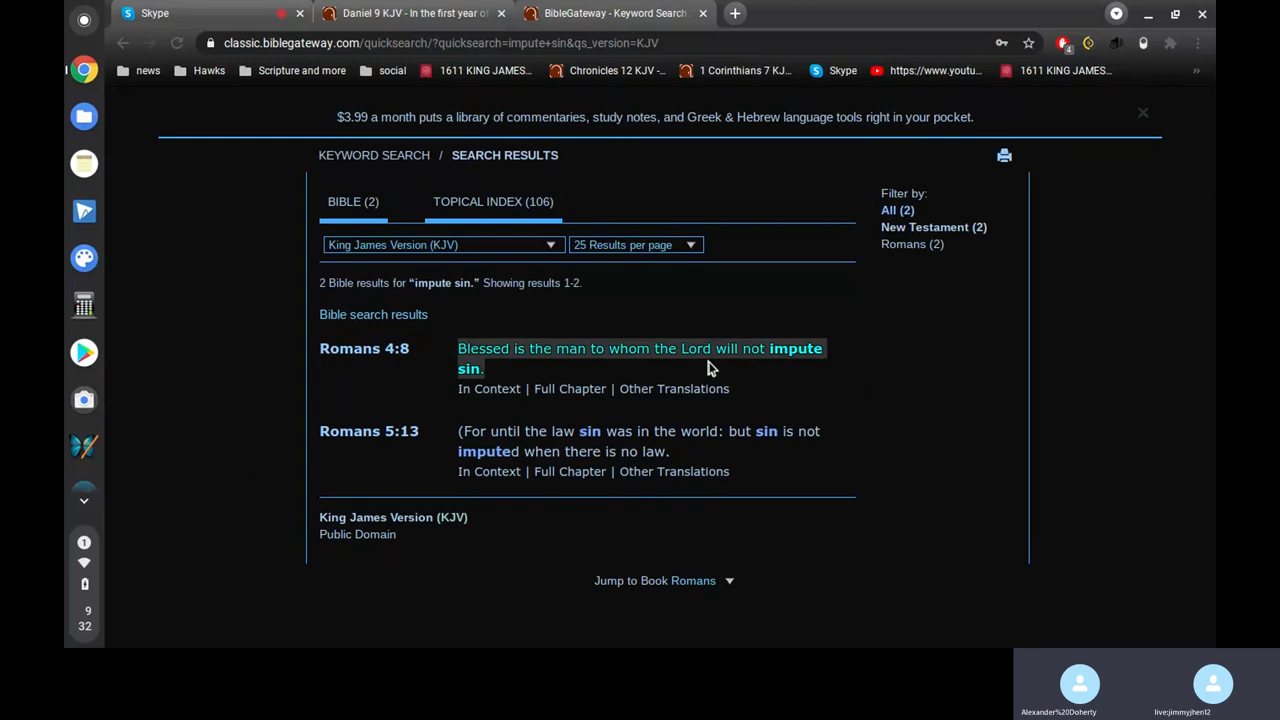 Skype
Daniel 9 KJV - In the first year of
BibleGateway - Keyword Search:
classic.biblegateway.com/quicksearch/?quicksearch=impute+sin&qs_version=KJV
4
news
Hawks
Scripture and more
social
1611 KING JAMES...
Chronicles 12 KJV -...
1 Corinthians 7 KJ...
Skype
https://www.youtu...
1611 KING JAMES...
»
$3.99 a month puts a library of commentaries, study notes, and Greek & Hebrew language tools right in your pocket.
KEYWORD SEARCH / SEARCH RESULTS
BIBLE (2)
TOPICAL INDEX (106)
King James Version (KJV)
25 Results per page
Filter by:
All (2)
New Testament (2)
Romans (2)
2 Bible results for “impute sin.” Showing results 1-2.
Bible search results
Romans 4:8
Blessed is the man to whom the Lord will not impute
sin.
In Context | Full Chapter | Other Translations
Romans 5:13
(For until the law sin was in the world: but sin is not
imputed when there is no law.
In Context | Full Chapter | Other Translations
King James Version (KJV)
Public Domain
Jump to Book Romans
1
9
32
Alexander%20Doherty
live:jimmyjhen12